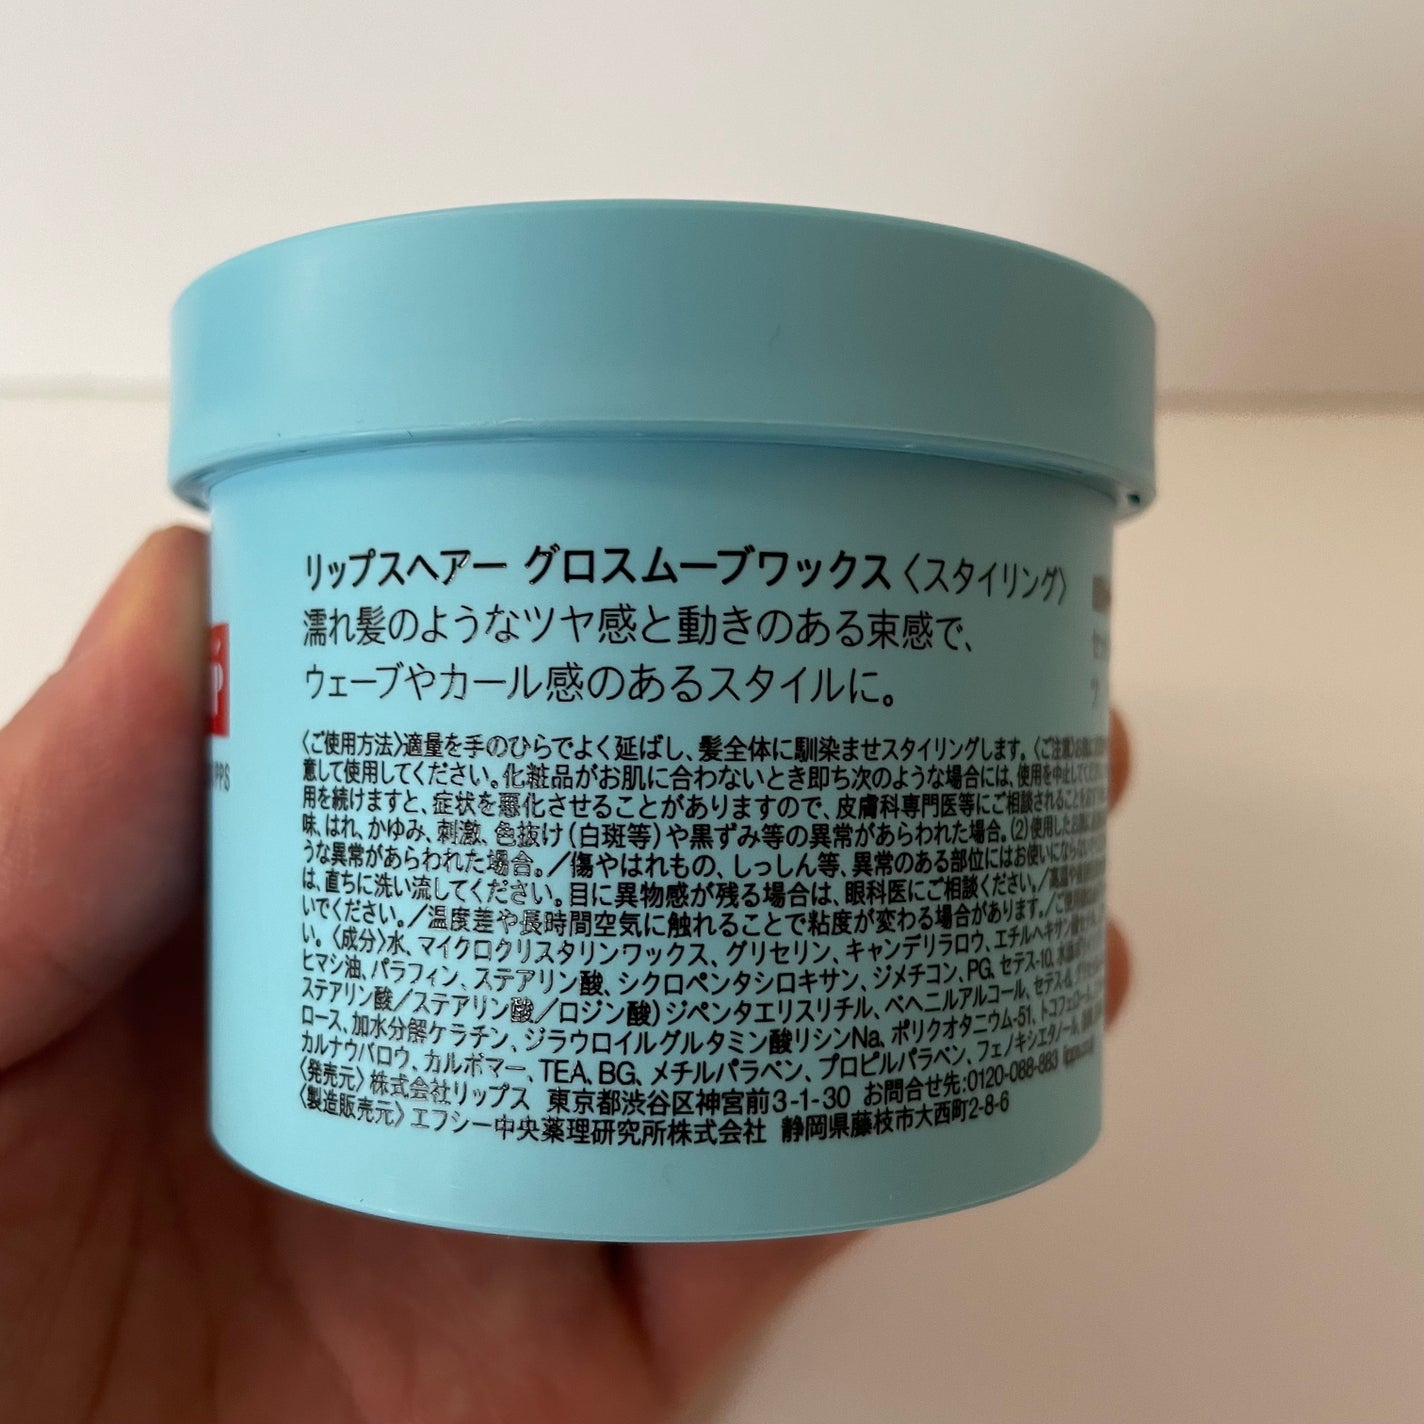 リップスヘアー グロスムーブワックス〈スタイリング〉
濡れ髪のようなツヤ感と動きのある束感で、
ウェーブやカール感のあるスタイルに。
〈ご使用方法〉適量を手のひらでよく延ばし、髪全体に馴染ませスタイリングします。〈ご注意〉
意して使用してください。化粧品がお肌に合わないとき即ち次のような場合には、使用を中止してください
用を続けますと、症状を悪化させることがありますので、皮膚科専門医等にご相談されることを
味、はれ、かゆみ、刺激、色抜け（白斑等）や黒ずみ等の異常があらわれた場合。（2）使用したお肌に
うな異常があらわれた場合。／傷やはれもの、しっしん等、異常のある部位にはお使いにならない
は、直ちに洗い流してください。目に異物感が残る場合は、眼科医にご相談ください。／高温や
いでください。／温度差や長時間空気に触れることで粘度が変わる場合があります。／
い。〈成分〉水、マイクロクリスタリンワックス、グリセリン、キャンデリラロウ、エチルヘキサン酸
ヒマシ油、パラフィン、ステアリン酸、シクロペンタシロキサン、ジメチコン、PG、セテス-10、
ステアリン酸／ステアリン酸／ロジン酸）ジペンタエリスリチル、ベヘニルアルコール、セテス-
ロース、加水分解ケラチン、ジラウロイルグルタミン酸リシンNa、ポリクオタニウム-51、トコフェロール、
カルナウバロウ、カルボマー、TEA、BG、メチルパラベン、プロピルパラベン、フェノキシエタノール、
〈発売元〉株式会社リップス 東京都渋谷区神宮前3-1-30 お問合せ先：0120-088-883
〈製造販売元〉エフシー中央薬理研究所株式会社 静岡県藤枝市大西町2-8-6
PPS